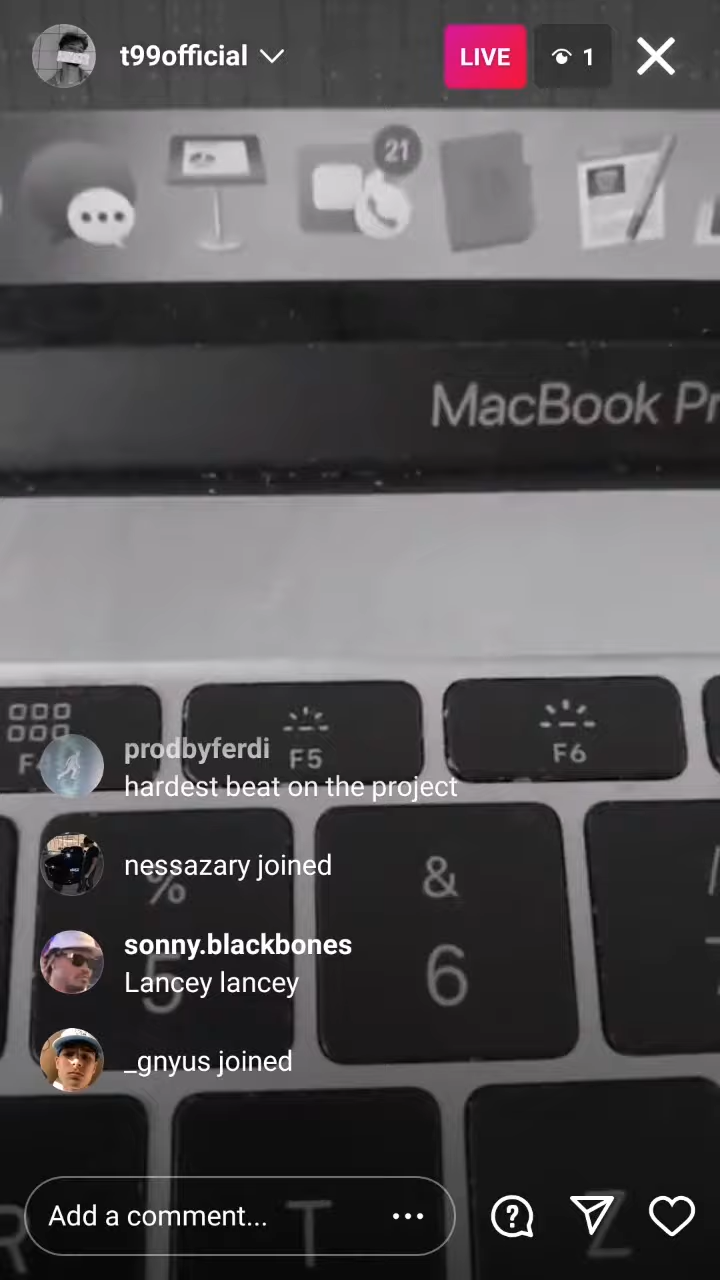 t99official
LIVE
1
21
MacBook Pr
F5
F6
prodbyferdi
hardest beat on the project
nessazary joined
%
5
&
6
sonny.blackbones
Lancey lancey
_gnyus joined
Add a comment...
R
T
Z